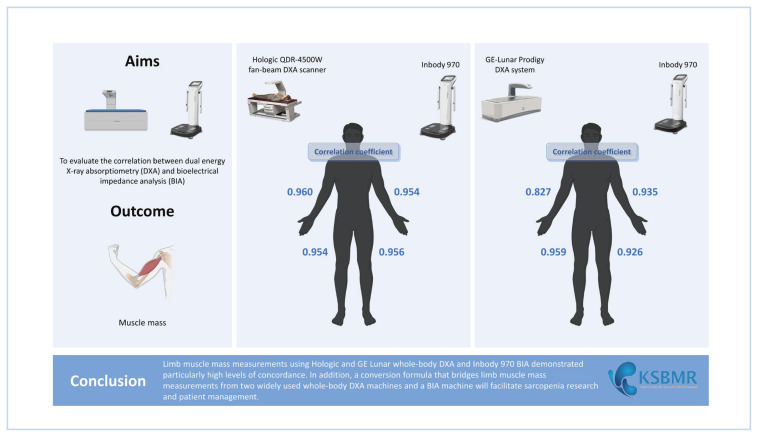 Aims
To evaluate the correlation between dual energy
X-ray absorptiometry (DXA) and bioelectrical
impedance analysis (BIA)
Outcome
Muscle mass
Hologic QDR-4500W
fan-beam DXA scanner
Inbody 970
Correlation coefficient
0.960
0.954
0.954
0.956
GE-Lunar Prodigy
DXA system
Inbody 970
Correlation coefficient
0.827
0.935
0.959
0.926
Conclusion
Limb muscle mass measurements using Hologic and GE Lunar whole-body DXA and Inbody 970 BIA demonstrated
particularly high levels of concordance. In addition, a conversion formula that bridges limb muscle mass
measurements from two widely used whole-body DXA machines and a BIA machine will facilitate sarcopenia research
and patient management.
KSBMR